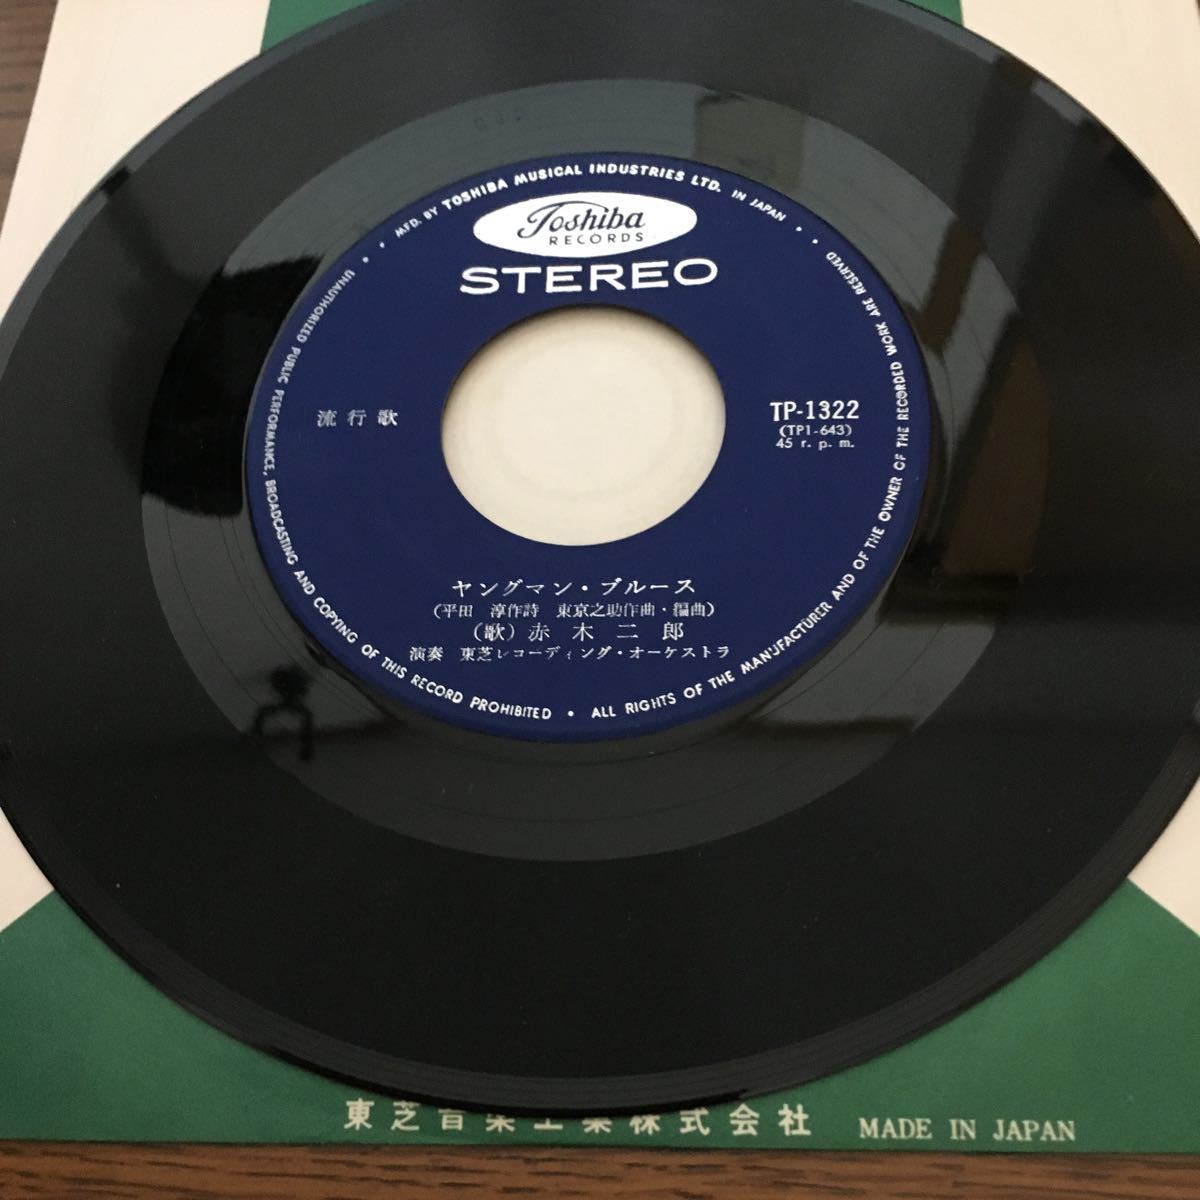 MFD. BY TOSHIBA MUSICAL INDUSTRIES LTD. IN JAPAN
Toshiba
RECORDS
STEREO
流行歌
TP-1322
(TP1-643)
45 r. p. m.
ヤングマン・ブルース
(平田 淳作詩 東京之助作曲・編曲)
(歌) 赤木二郎
演奏 東芝レコーディング・オーケストラ
UNAUTHORIZED PUBLIC PERFORMANCE, BROADCASTING AND COPYING OF THIS RECORD PROHIBITED • ALL RIGHTS OF THE MANUFACTURER AND OF THE OWNER OF THE RECORDED WORK ARE RESERVED
東芝音楽工業株式会社 MADE IN JAPAN